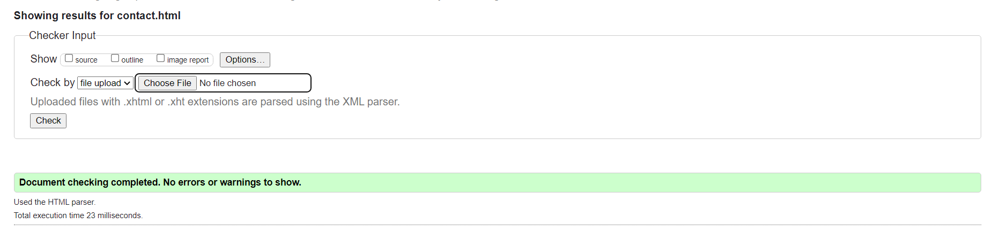 Showing results for contact.html
Checker Input
Show source outline image report Options...
Check by file upload Choose File No file chosen
Uploaded files with .xhtml or .xht extensions are parsed using the XML parser.
Check
Document checking completed. No errors or warnings to show.
Used the HTML parser.
Total execution time 23 milliseconds.